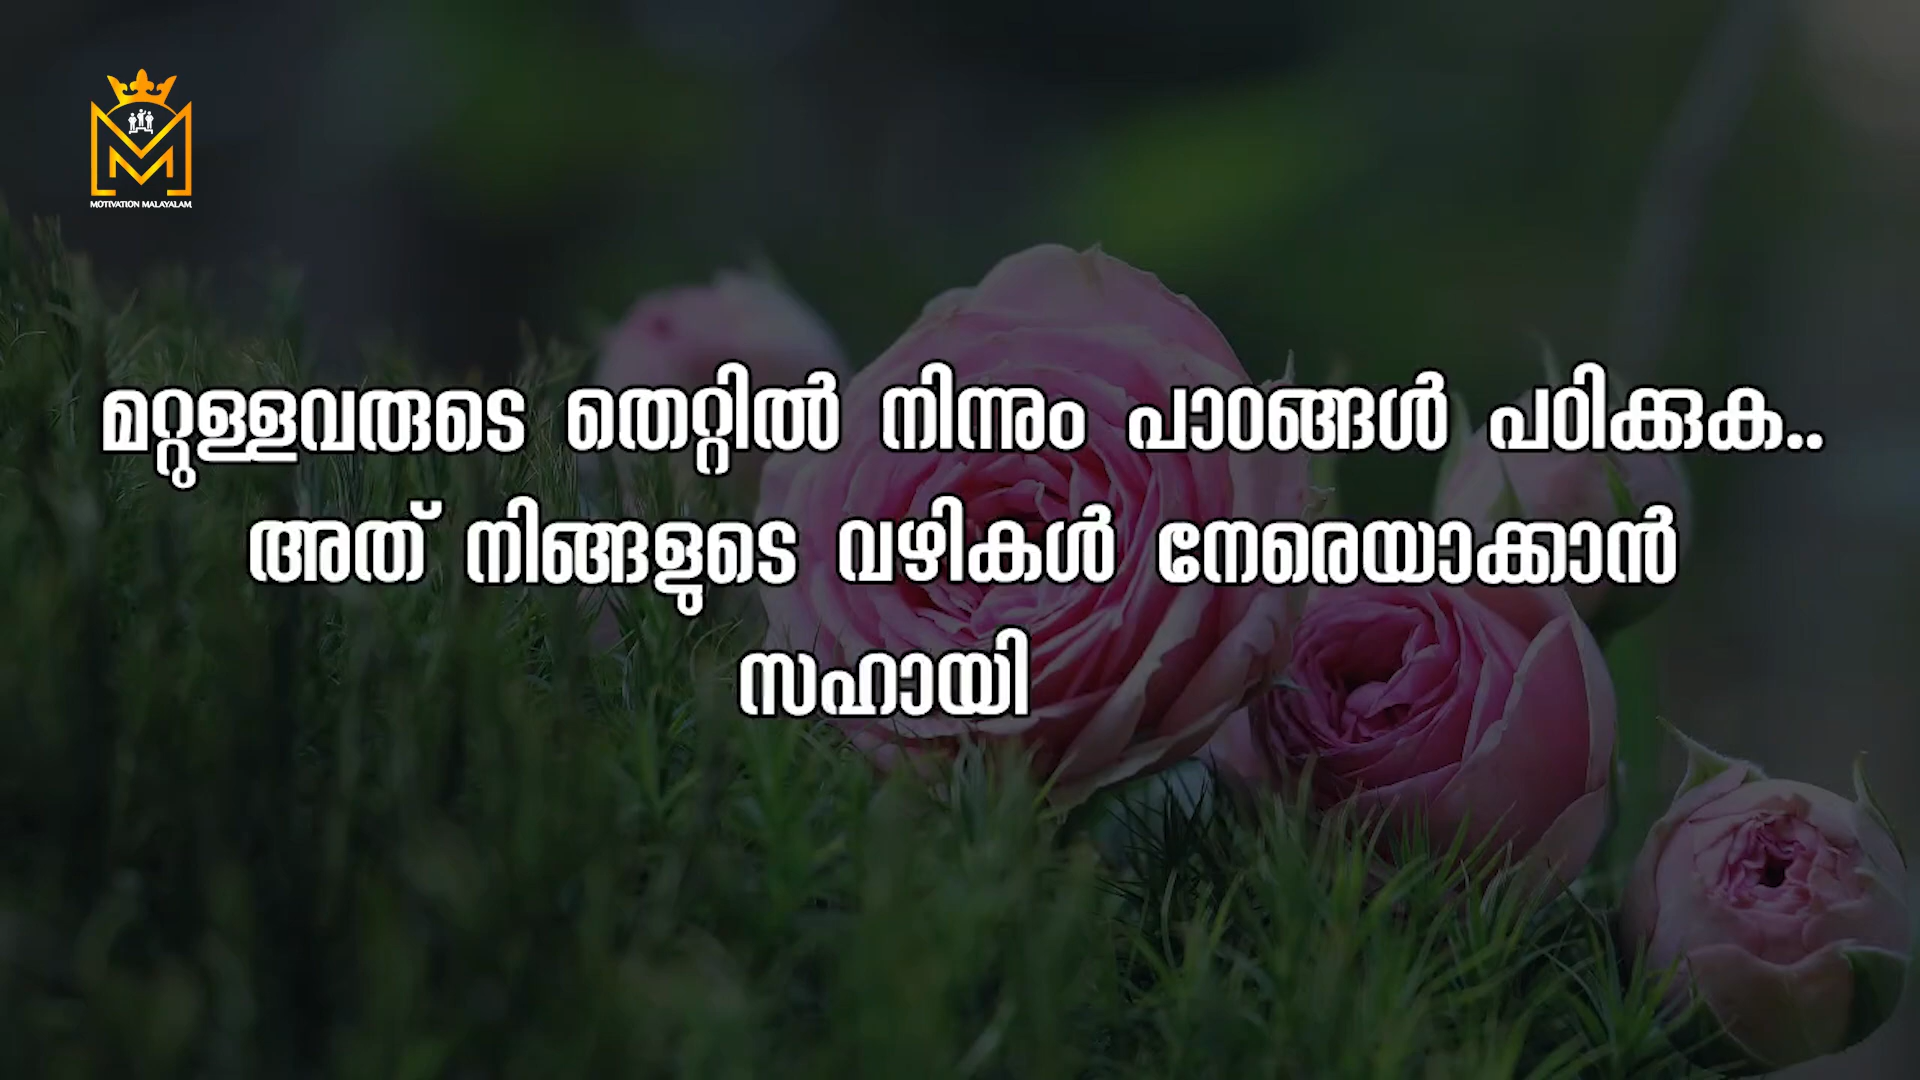 MOTIVATION MALAYALAM
മറ്റുള്ളവരുടെ തെറ്റിൽ നിന്നും പാഠങ്ങൾ പഠിക്കുക..
അത് നിങ്ങളുടെ വഴികൾ നേരെയാക്കാൻ
സഹായി